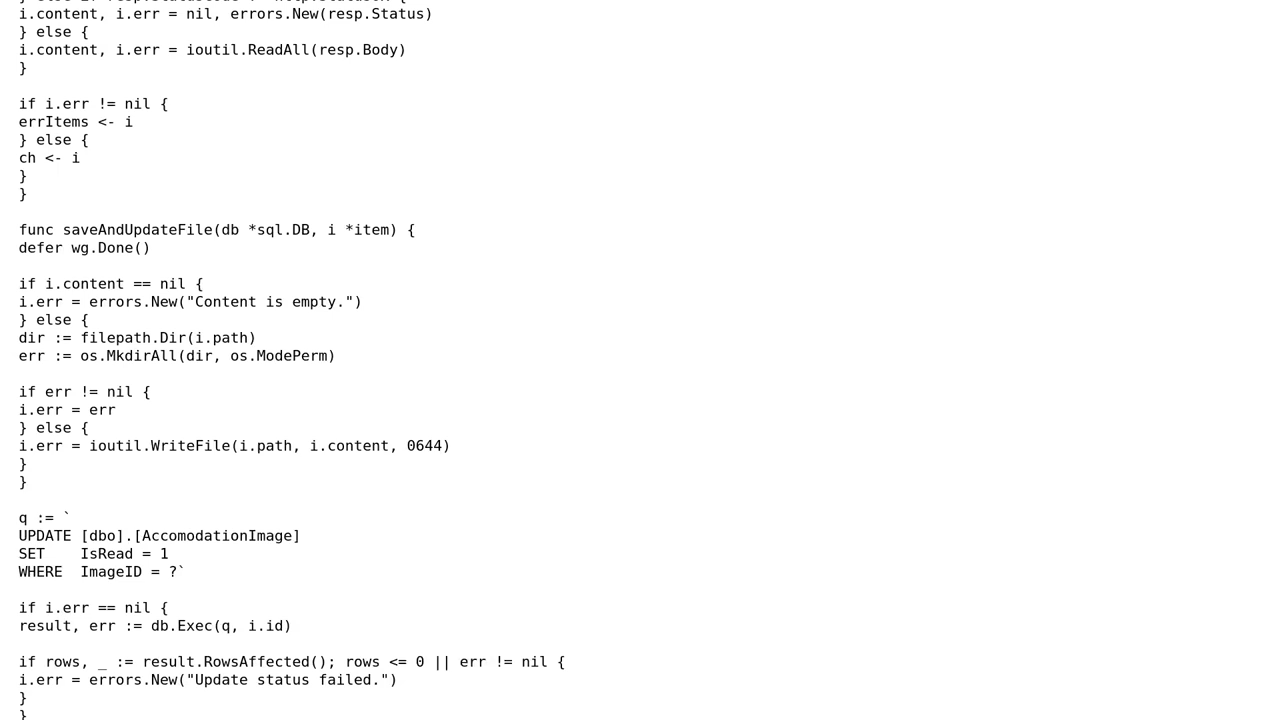 i.content, i.err = nil, errors.New(resp.Status)
} else {
i.content, i.err = ioutil.ReadAll(resp.Body)
}

if i.err != nil {
errItems <- i
} else {
ch <- i
}
}

func saveAndUpdateFile(db *sql.DB, i *item) {
defer wg.Done()

if i.content == nil {
i.err = errors.New("Content is empty.")
} else {
dir := filepath.Dir(i.path)
err := os.MkdirAll(dir, os.ModePerm)

if err != nil {
i.err = err
} else {
i.err = ioutil.WriteFile(i.path, i.content, 0644)
}
}

q := `
UPDATE [dbo].[AccomodationImage]
SET    IsRead = 1
WHERE  ImageID = ?`

if i.err == nil {
result, err := db.Exec(q, i.id)

if rows, _ := result.RowsAffected(); rows <= 0 || err != nil {
i.err = errors.New("Update status failed.")
}
}